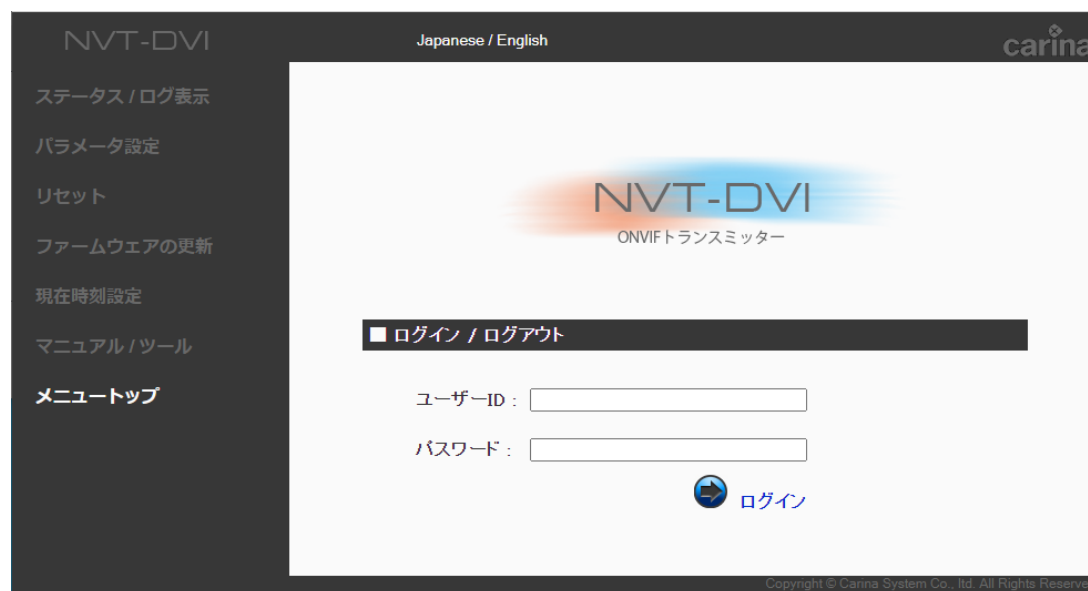 NVT-DVI
Japanese / English
carina
ステータス / ログ表示
パラメータ設定
リセット
ファームウェアの更新
現在時刻設定
マニュアル / ツール
メニュートップ
NVT-DVI
ONVIFトランスミッター
■ ログイン / ログアウト
ユーザーID :
パスワード :
ログイン
Copyright © Carina System Co., ltd. All Rights Reserve